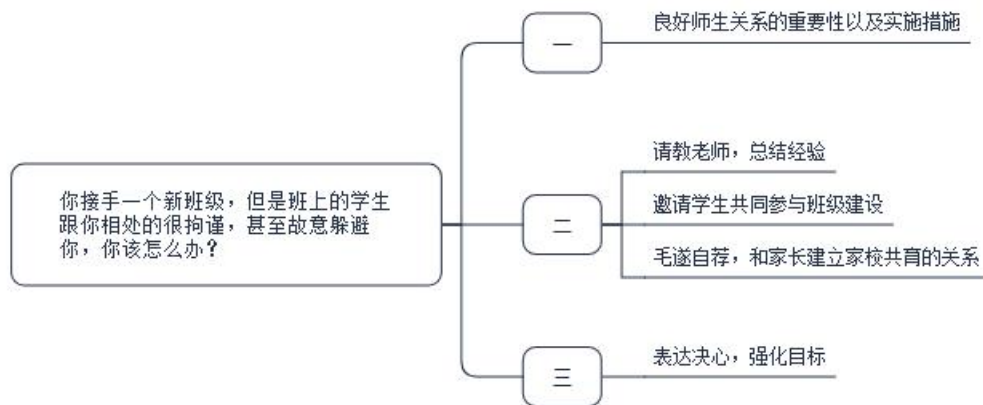 你接手一个新班级，但是班上的学生
跟你相处的很拘谨，甚至故意躲避
你，你该怎么办？
一
良好师生关系的重要性以及实施措施
二
请教老师，总结经验
邀请学生共同参与班级建设
毛遂自荐，和家长建立家校共育的关系
三
表达决心，强化目标